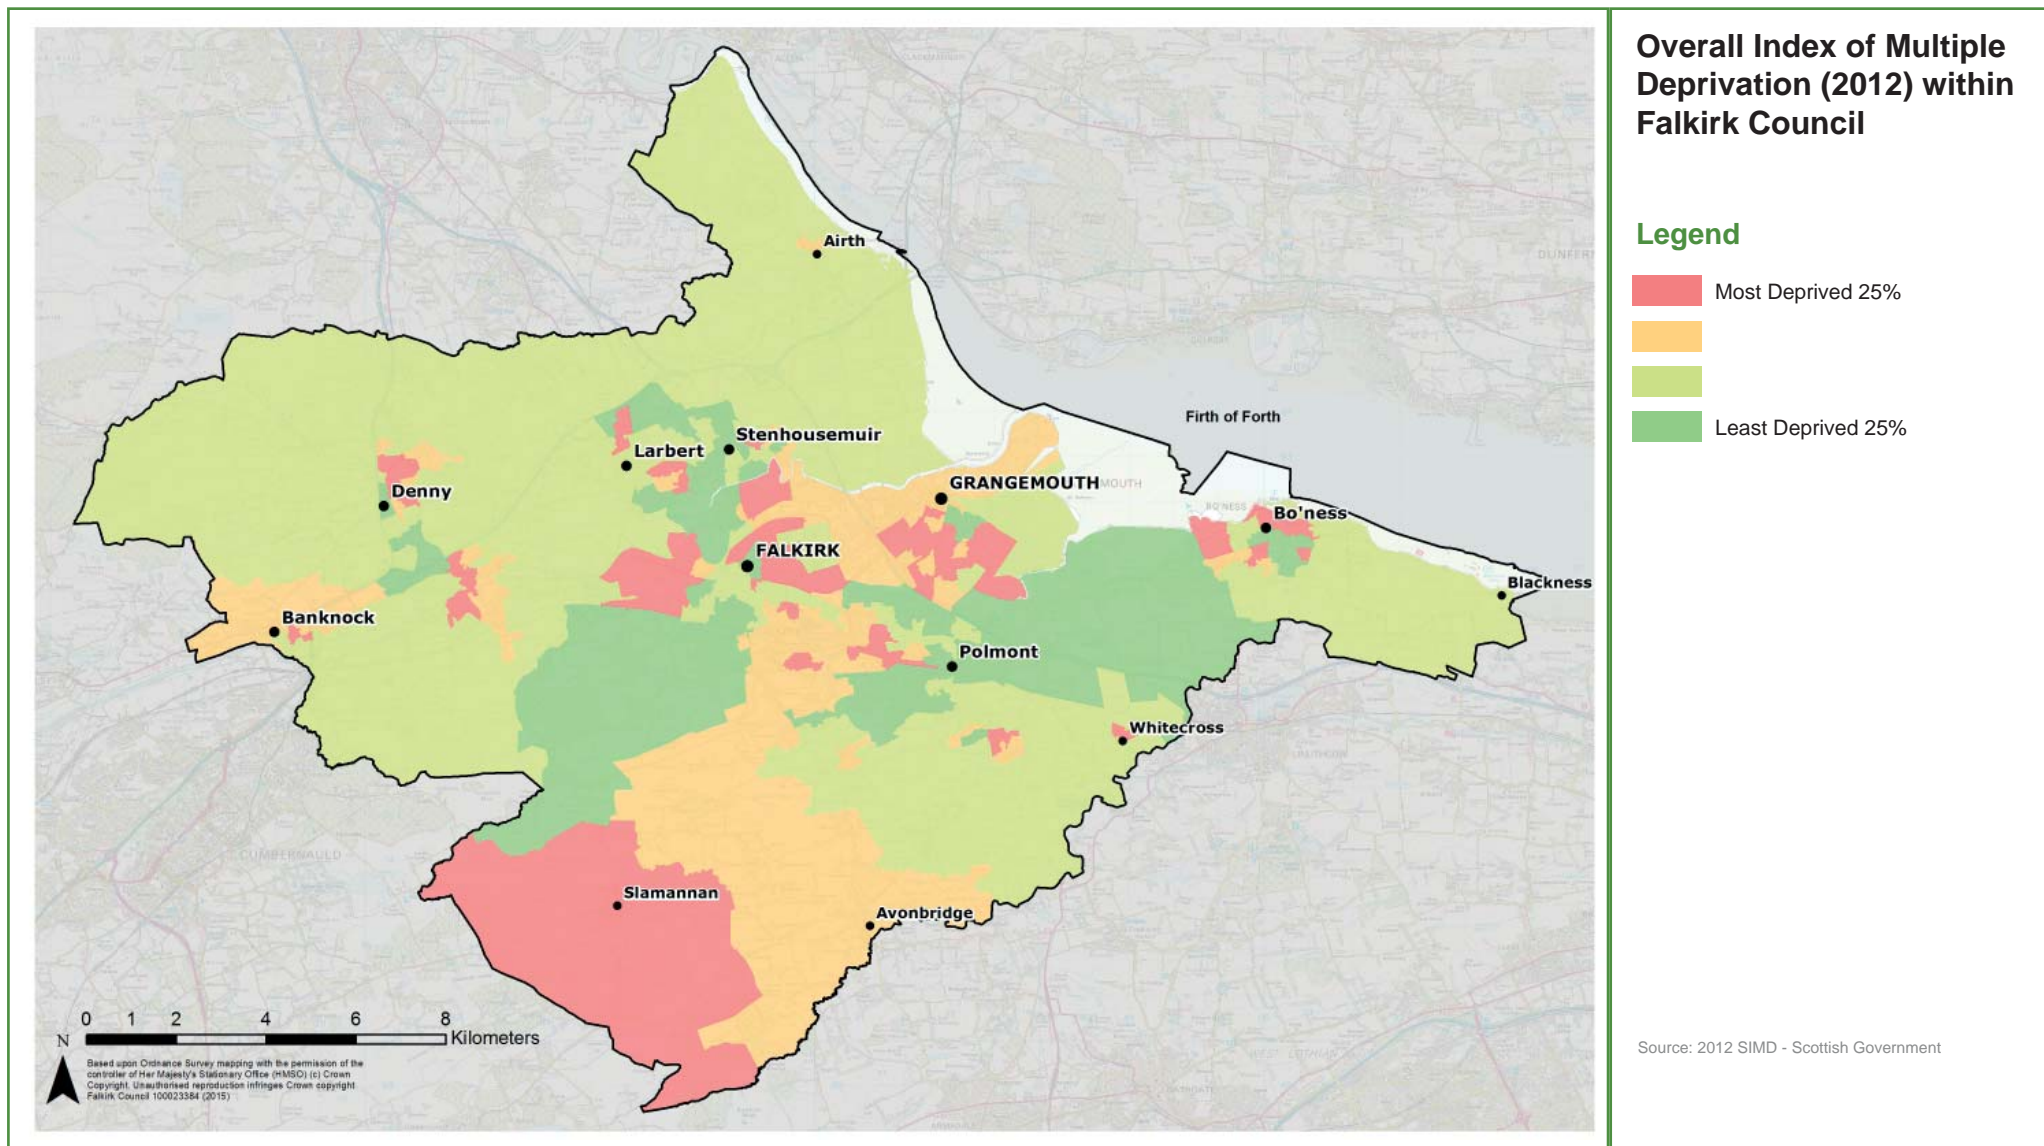 Overall Index of Multiple
Deprivation (2012) within
Falkirk Council
Legend
Most Deprived 25%
Least Deprived 25%
Airth
Firth of Forth
Stenhousemuir
Larbert
GRANGEMOUTH
Denny
BO'NESS
Bo'ness
FALKIRK
Blackness
Banknock
Polmont
Whitecross
CUMBERNAULD
Slamannan
Avonbridge
0 1 2 4 6 8
Kilometers
N
Based upon Ordnance Survey mapping with the permission of the
controller of Her Majesty's Stationary Office (HMSO) (c) Crown
Copyright. Unauthorised reproduction infringes Crown copyright
Falkirk Council 100023384 (2015)
Source: 2012 SIMD - Scottish Government